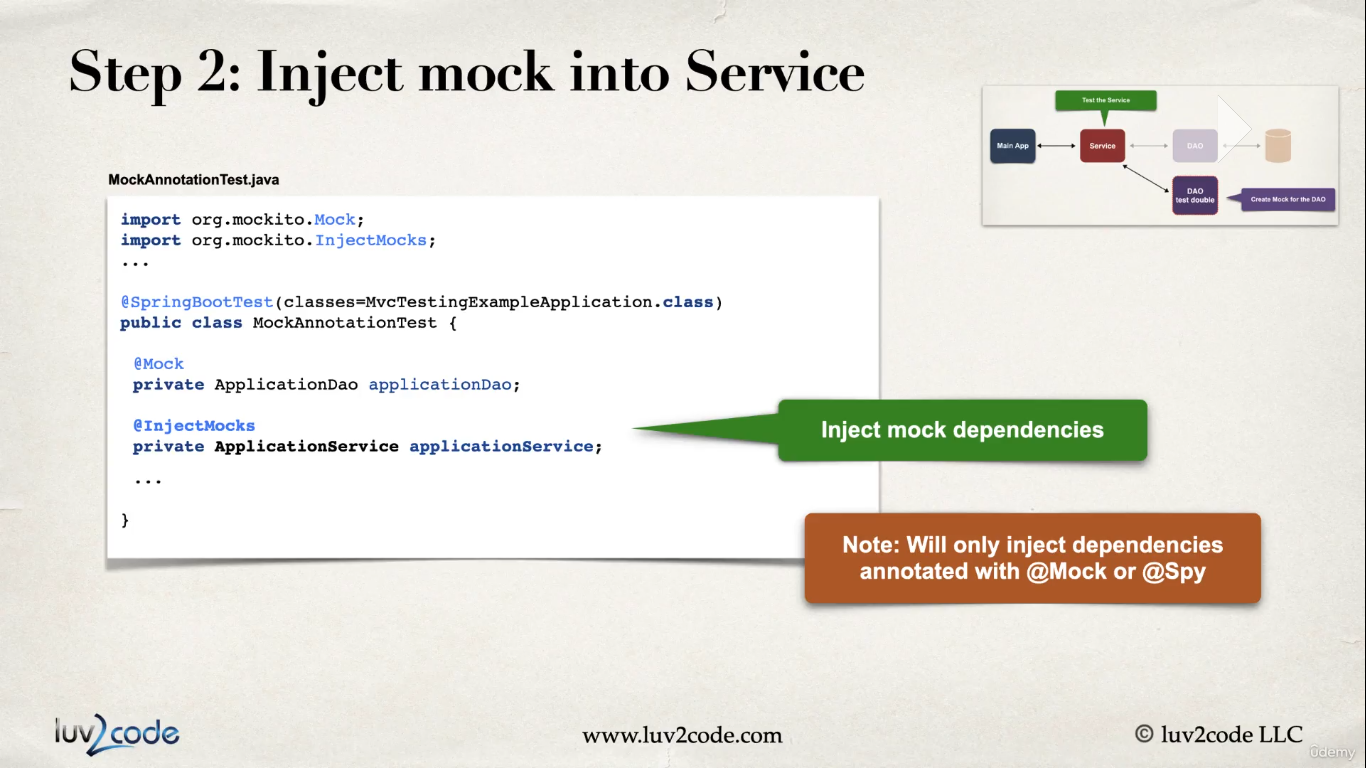 Step 2: Inject mock into Service
Test the Service
Main App
Service
DAO
DAO
test double
Create Mock for the DAO
MockAnnotationTest.java
import org.mockito.Mock;
import org.mockito.InjectMocks;
...
@SpringBootTest(classes=MvcTestingExampleApplication.class)
public class MockAnnotationTest {
@Mock
private ApplicationDao applicationDao;
@InjectMocks
private ApplicationService applicationService;
...
}
Inject mock dependencies
Note: Will only inject dependencies
annotated with @Mock or @Spy
luv2code
www.luv2code.com
© luv2code LLC
ûdemy